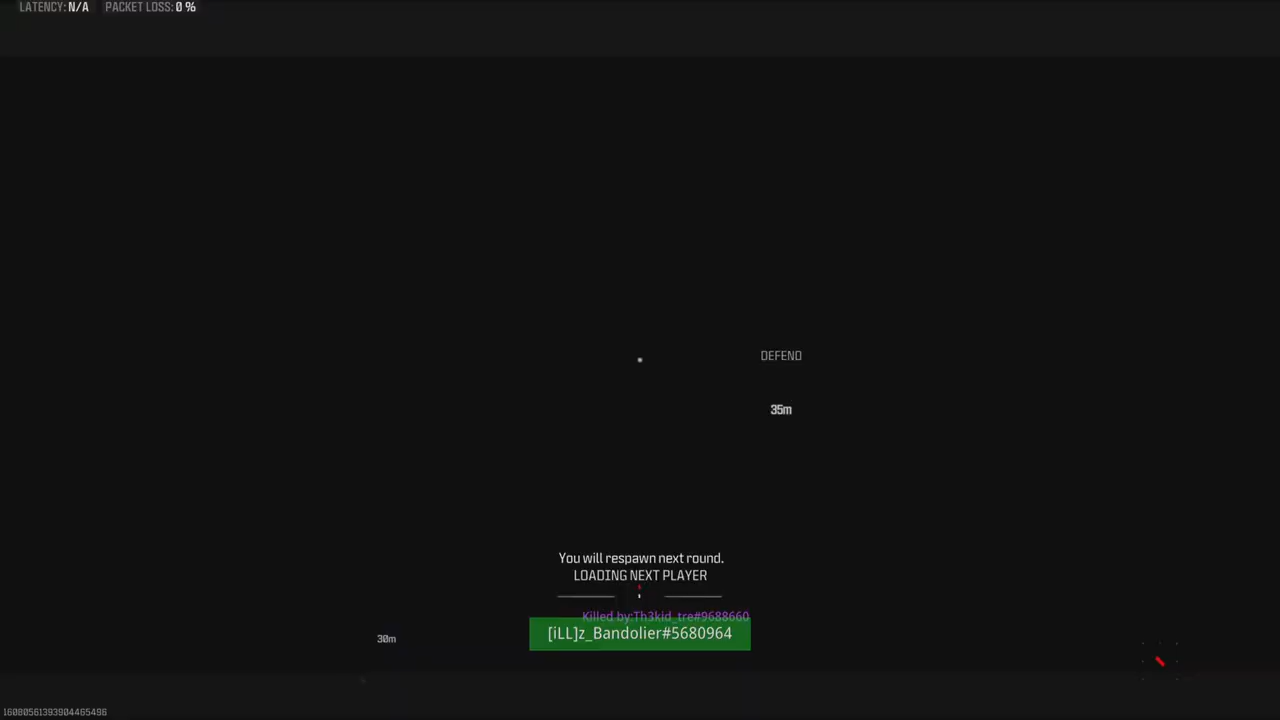 LATENCY: N/A PACKET LOSS: 0 %
DEFEND
35m
You will respawn next round.
LOADING NEXT PLAYER
Killed by:Th3kid_tre#9688660
[iLL]z_Bandolier#5680964
30m
16080561393904465496